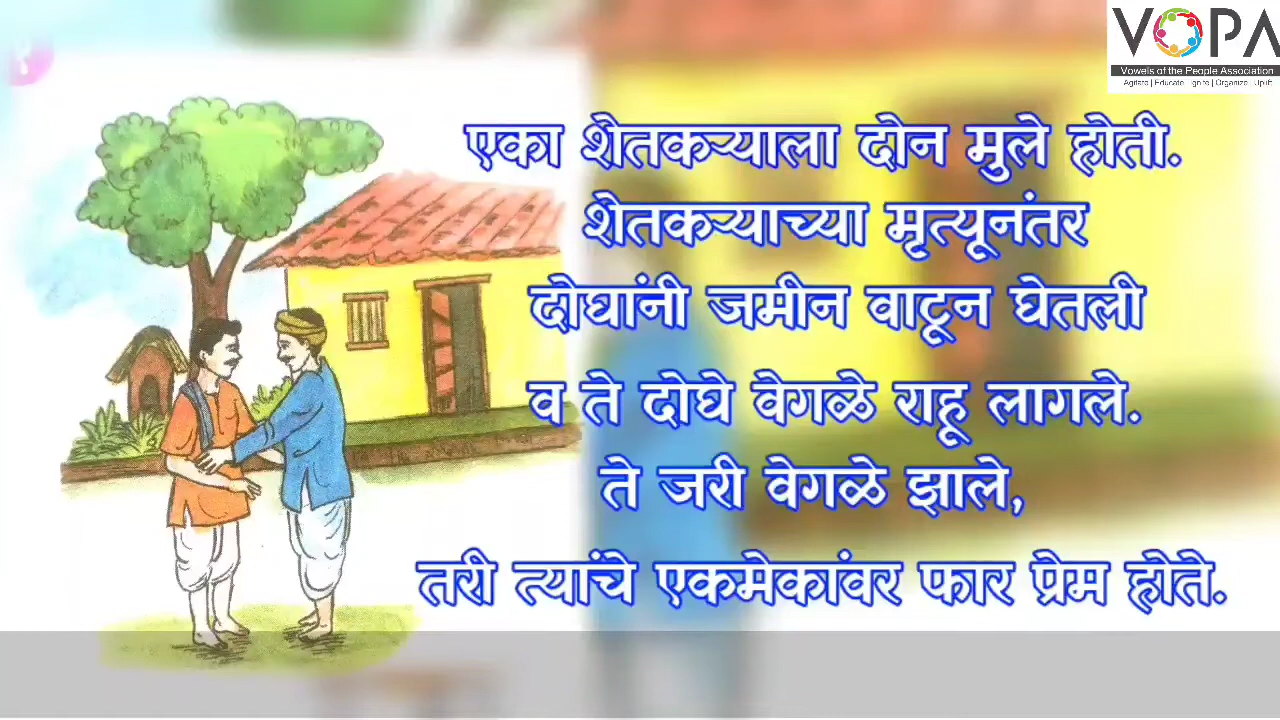 VOPA
Vowels of the People Association
एका शेतकऱ्याला दोन मुले होती.
शेतकऱ्याच्या मृत्यूनंतर
दोघांनी जमीन वाटून घेतली
व ते दोघे वेगळे राहू लागले.
ते जरी वेगळे झाले,
तरी त्यांचे एकमेकांवर फार प्रेम होते.